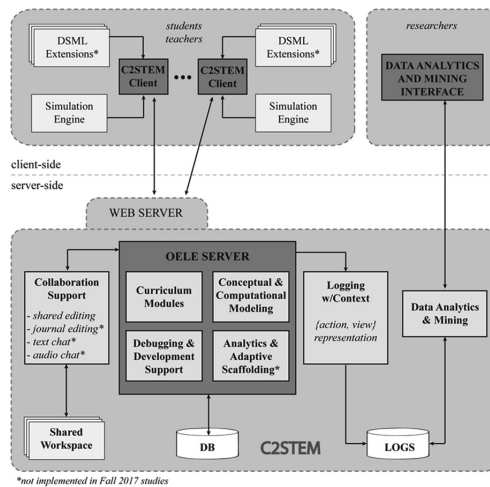 students
teachers
researchers
DSML
Extensions*
C2STEM
Client
•••
C2STEM
Client
DSML
Extensions*
Simulation
Engine
Simulation
Engine
DATA ANALYTICS
AND MINING
INTERFACE
client-side
server-side
WEB SERVER
OELE SERVER
Collaboration
Support
- shared editing
- journal editing*
- text chat*
- audio chat*
Curriculum
Modules
Conceptual &
Computational
Modeling
Debugging &
Development
Support
Analytics &
Adaptive
Scaffolding*
Logging
w/Context
{action, view}
representation
Data Analytics
& Mining
Shared
Workspace
DB
C2STEM
LOGS
*not implemented in Fall 2017 studies